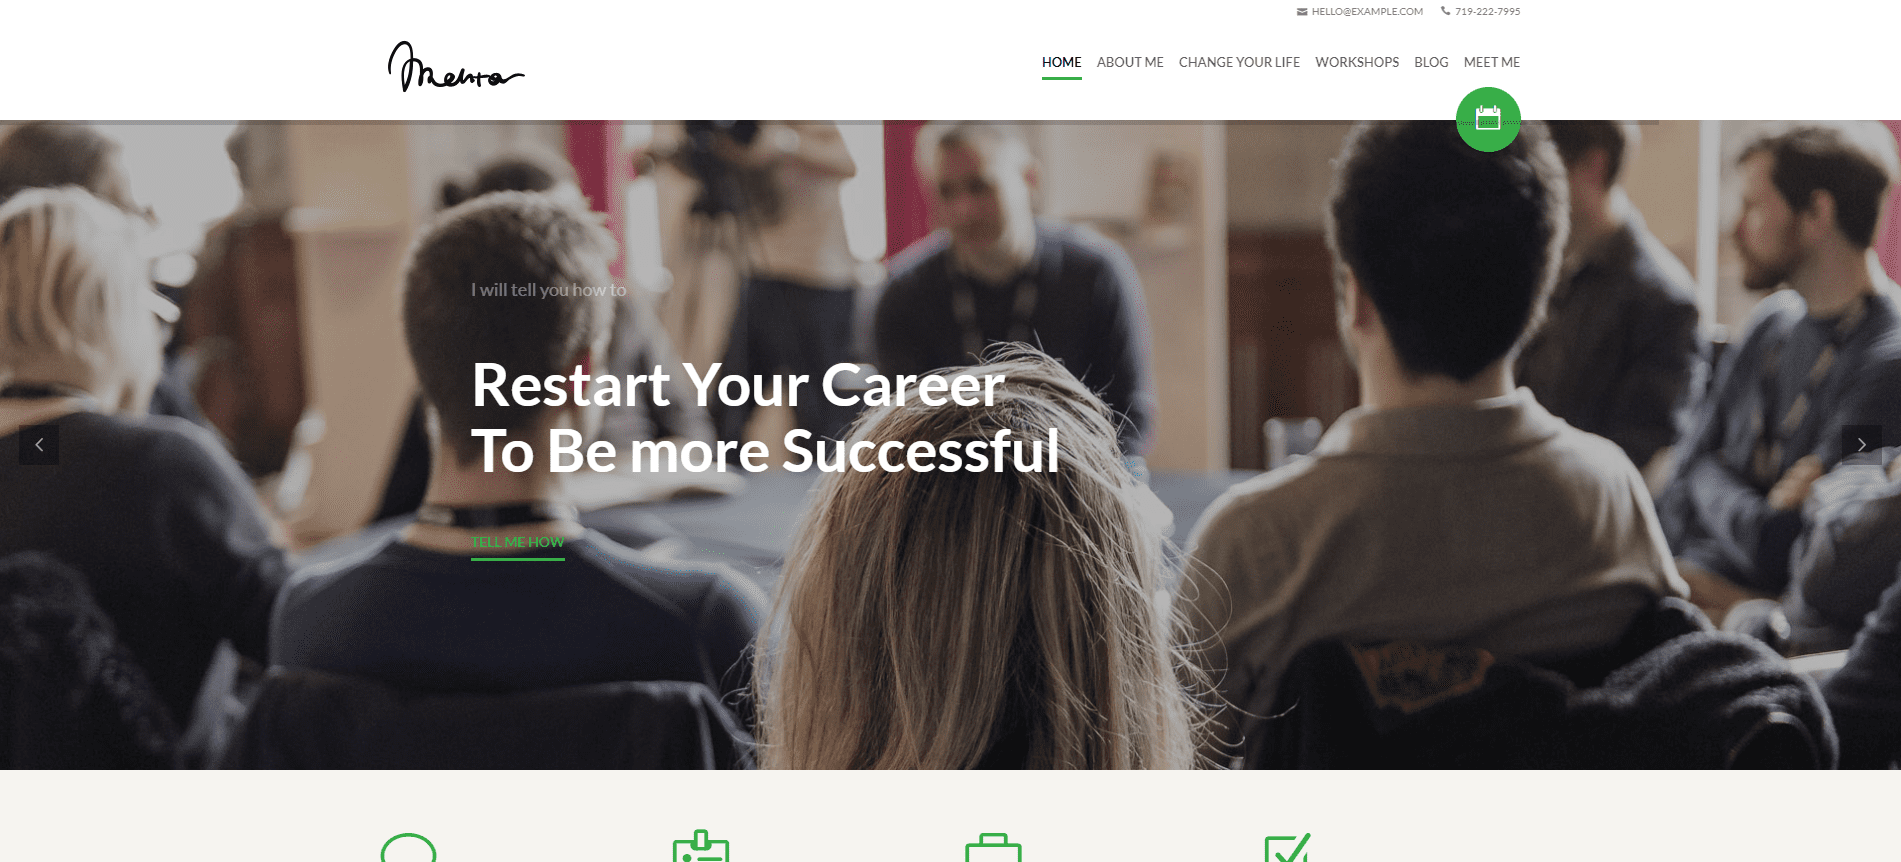 HELLO@EXAMPLE.COM 719-222-7995
Mentor
HOME ABOUT ME CHANGE YOUR LIFE WORKSHOPS BLOG MEET ME
I will tell you how to
Restart Your Career
To Be more Successful
TELL ME HOW